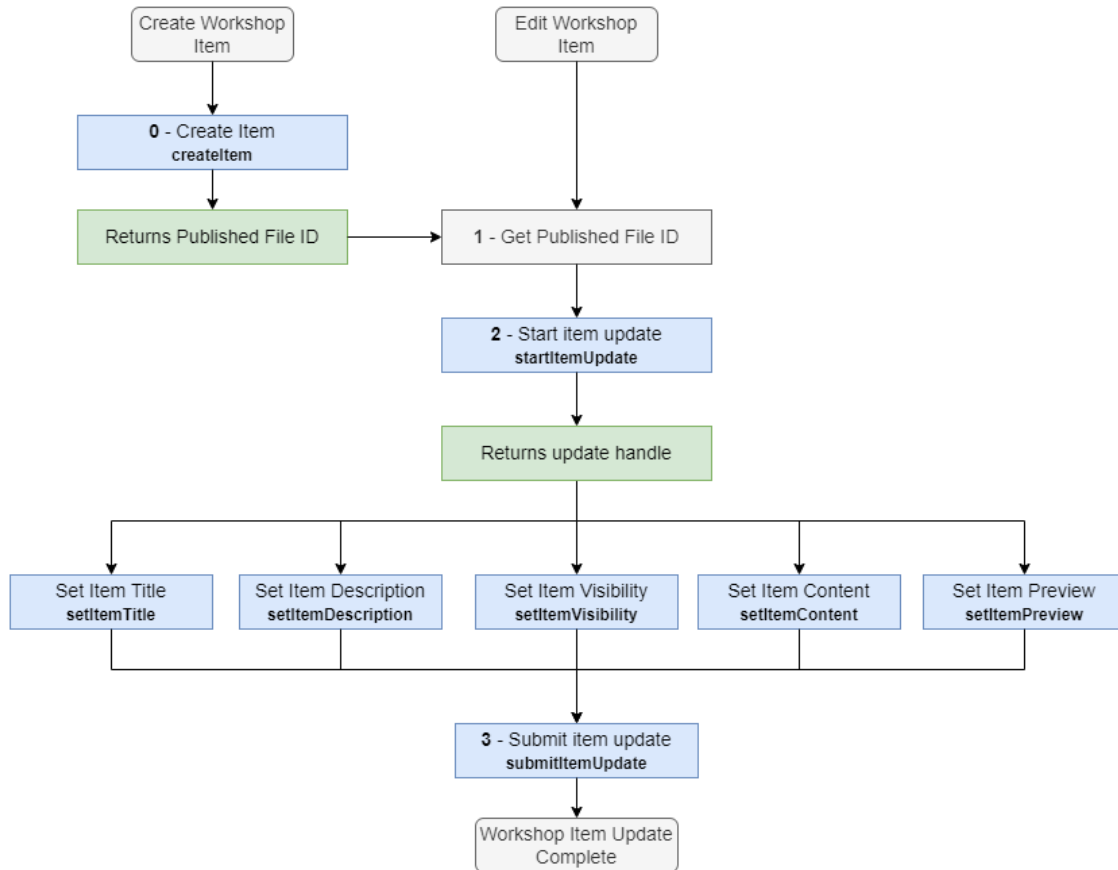 Create Workshop
Item
Edit Workshop
Item
0 - Create Item
createItem
Returns Published File ID
1 - Get Published File ID
2 - Start item update
startItemUpdate
Returns update handle
Set Item Title
setItemTitle
Set Item Description
setItemDescription
Set Item Visibility
setItemVisibility
Set Item Content
setItemContent
Set Item Preview
setItemPreview
3 - Submit item update
submitItemUpdate
Workshop Item Update
Complete